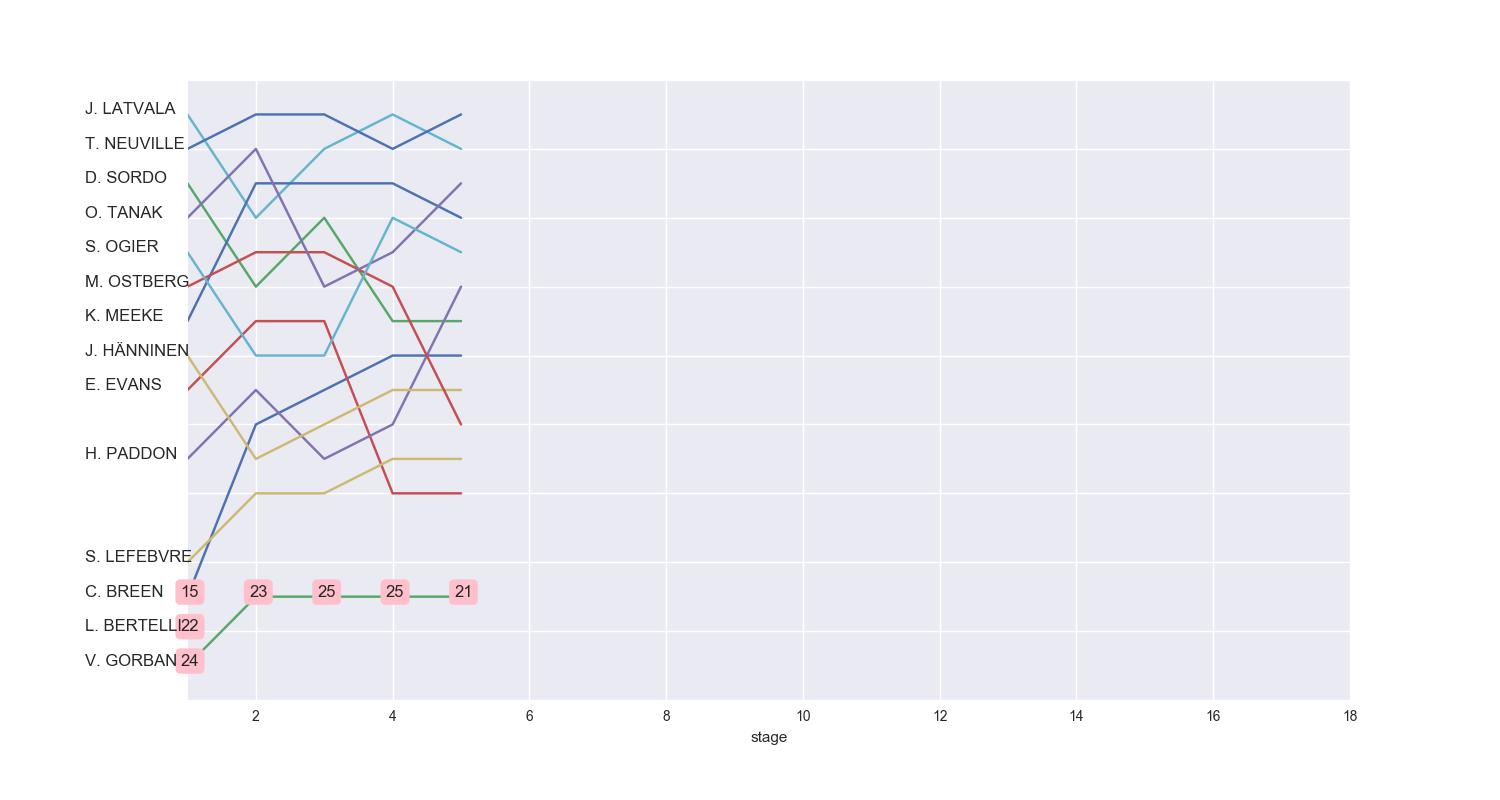 J. LATVALA
T. NEUVILLE
D. SORDO
O. TANAK
S. OGIER
M. OSTBERG
K. MEEKE
J. HÄNNINEN
E. EVANS
H. PADDON
S. LEFEBVRE
C. BREEN 15 23 25 25 21
L. BERTELLI 22
V. GORBAN 24
2 4 6 8 10 12 14 16 18
stage